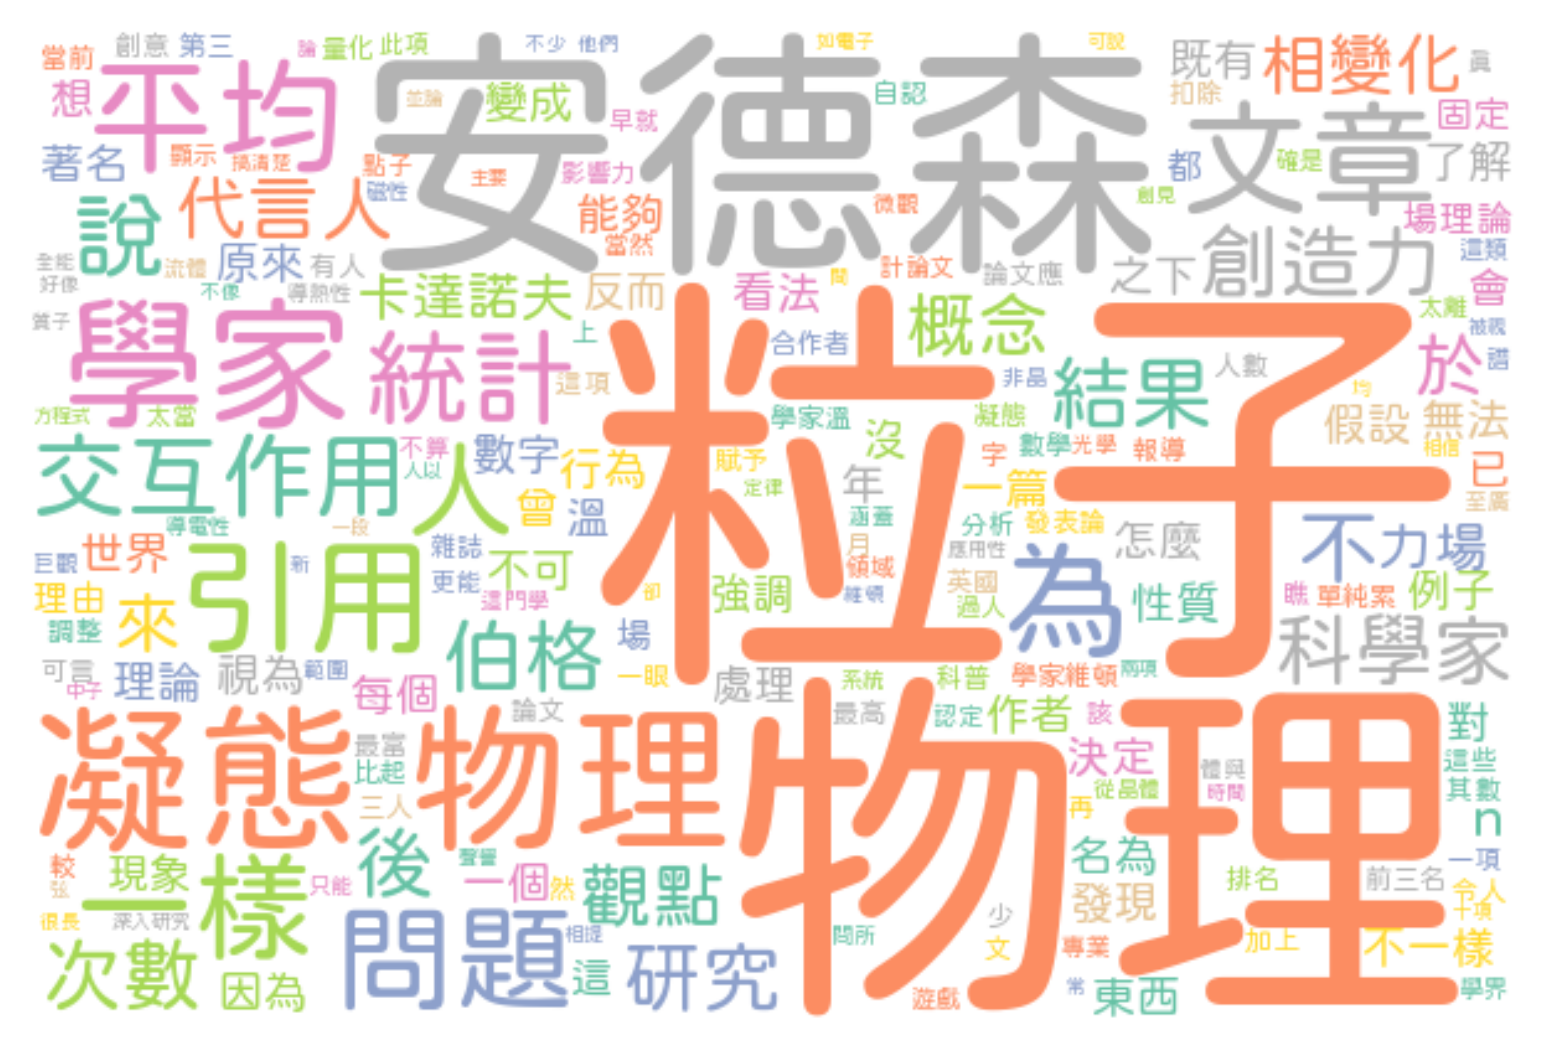 當前 創意 第三 論 量化 此項 不少 他們 如電子 可說 既有 相變化
想 平均 並論 變成 早就 安德森 自認 扣除 文章 固定
著名 顯示 搞清楚 點子 磁性 主要 影響力 微觀 創見 都 確是 了解
說 代言人 能夠 當然 場理論
全能 好像 流體 原來 有人 計論文 論文應 之下 創造力 這類
不像 導熱性 卡達諾夫 反而 看法 間 會 太離
質子 學家 統計 上 合作者 概念 被視
這項 非晶 結果 人數 於 譜
方程式 太當 學家溫 凝態 均 假設 無法
交互作用 不算 人以 人 數字 行為 賦予 沒 字 數學 光學 報導 相信 已
定律 粒子 年 一篇 至廣
導電性 一段 曾 溫 涵蓋 分析 發表論 怎麼 不 力場
巨觀 世界 引用 新 雜誌 不可 月 領域 應用性 為
理由 來 更能 這門學 卻 強調 維頓 英國 過人 性質 瞧 單純累 例子
調整 伯格 場 科學家
可言 中子 理論 視為 範圍 每個 一眼 處理 系統 科普 學家維頓 兩項
凝態 物理 論文 最高 認定 作者 該 對
最富 比起 決定 體與 這些
三人 從晶體 時間 其數
物理 再 n
較 弦 一 現象 樣 只能 後 聲譽 一個 然 觀點 名為 一項
排名 前三名 令人
很長 深入研究 問題 相提 問所 少 文 發現 十項
次數 因為 這 研究 專業 加上 不一樣
遊戲 常 東西 學界